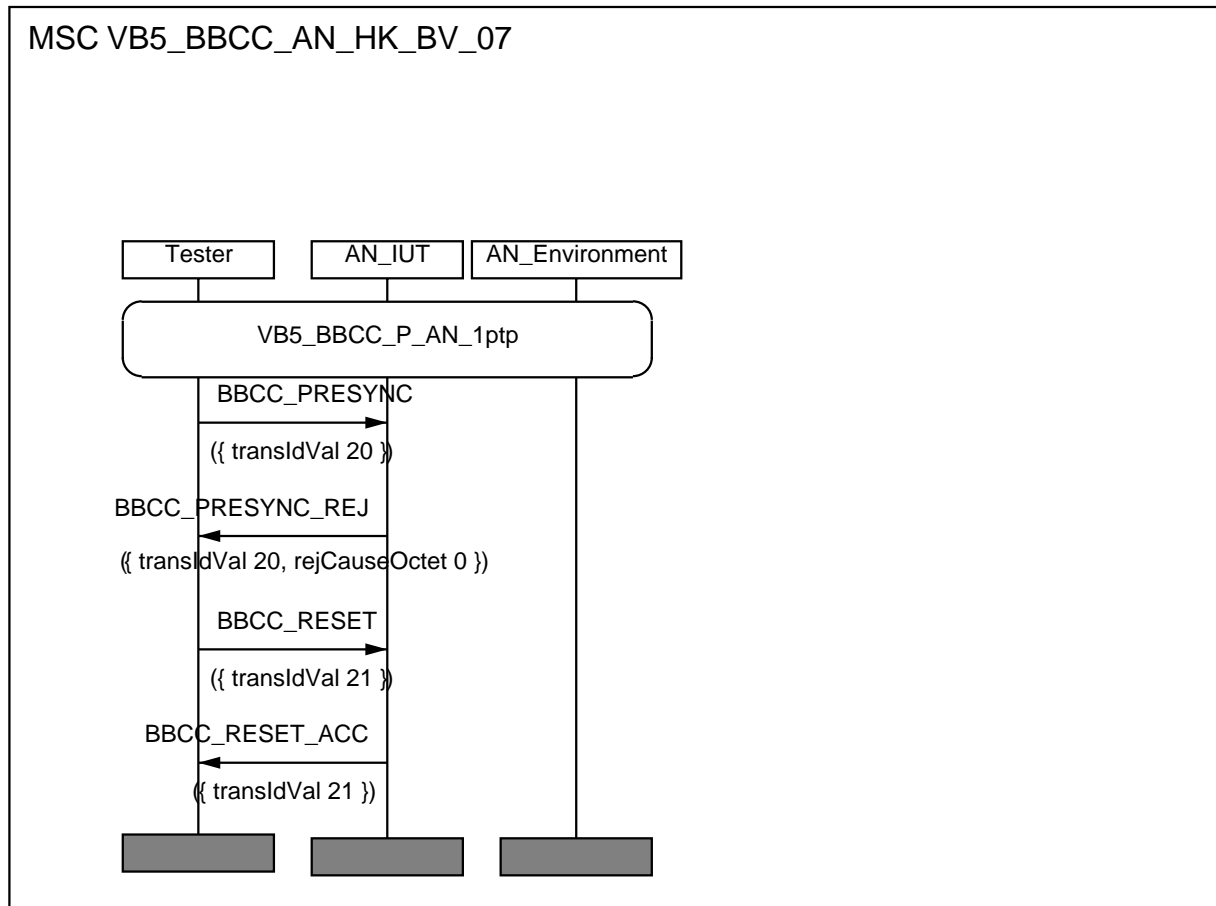 MSC VB5_BBCC_AN_HK_BV_07
Tester AN_IUT AN_Environment
VB5_BBCC_P_AN_1ptp
BBCC_PRESYNC
({ transIdVal 20 })
BBCC_PRESYNC_REJ
({ transIdVal 20, rejCauseOctet 0 })
BBCC_RESET
({ transIdVal 21 })
BBCC_RESET_ACC
({ transIdVal 21 })